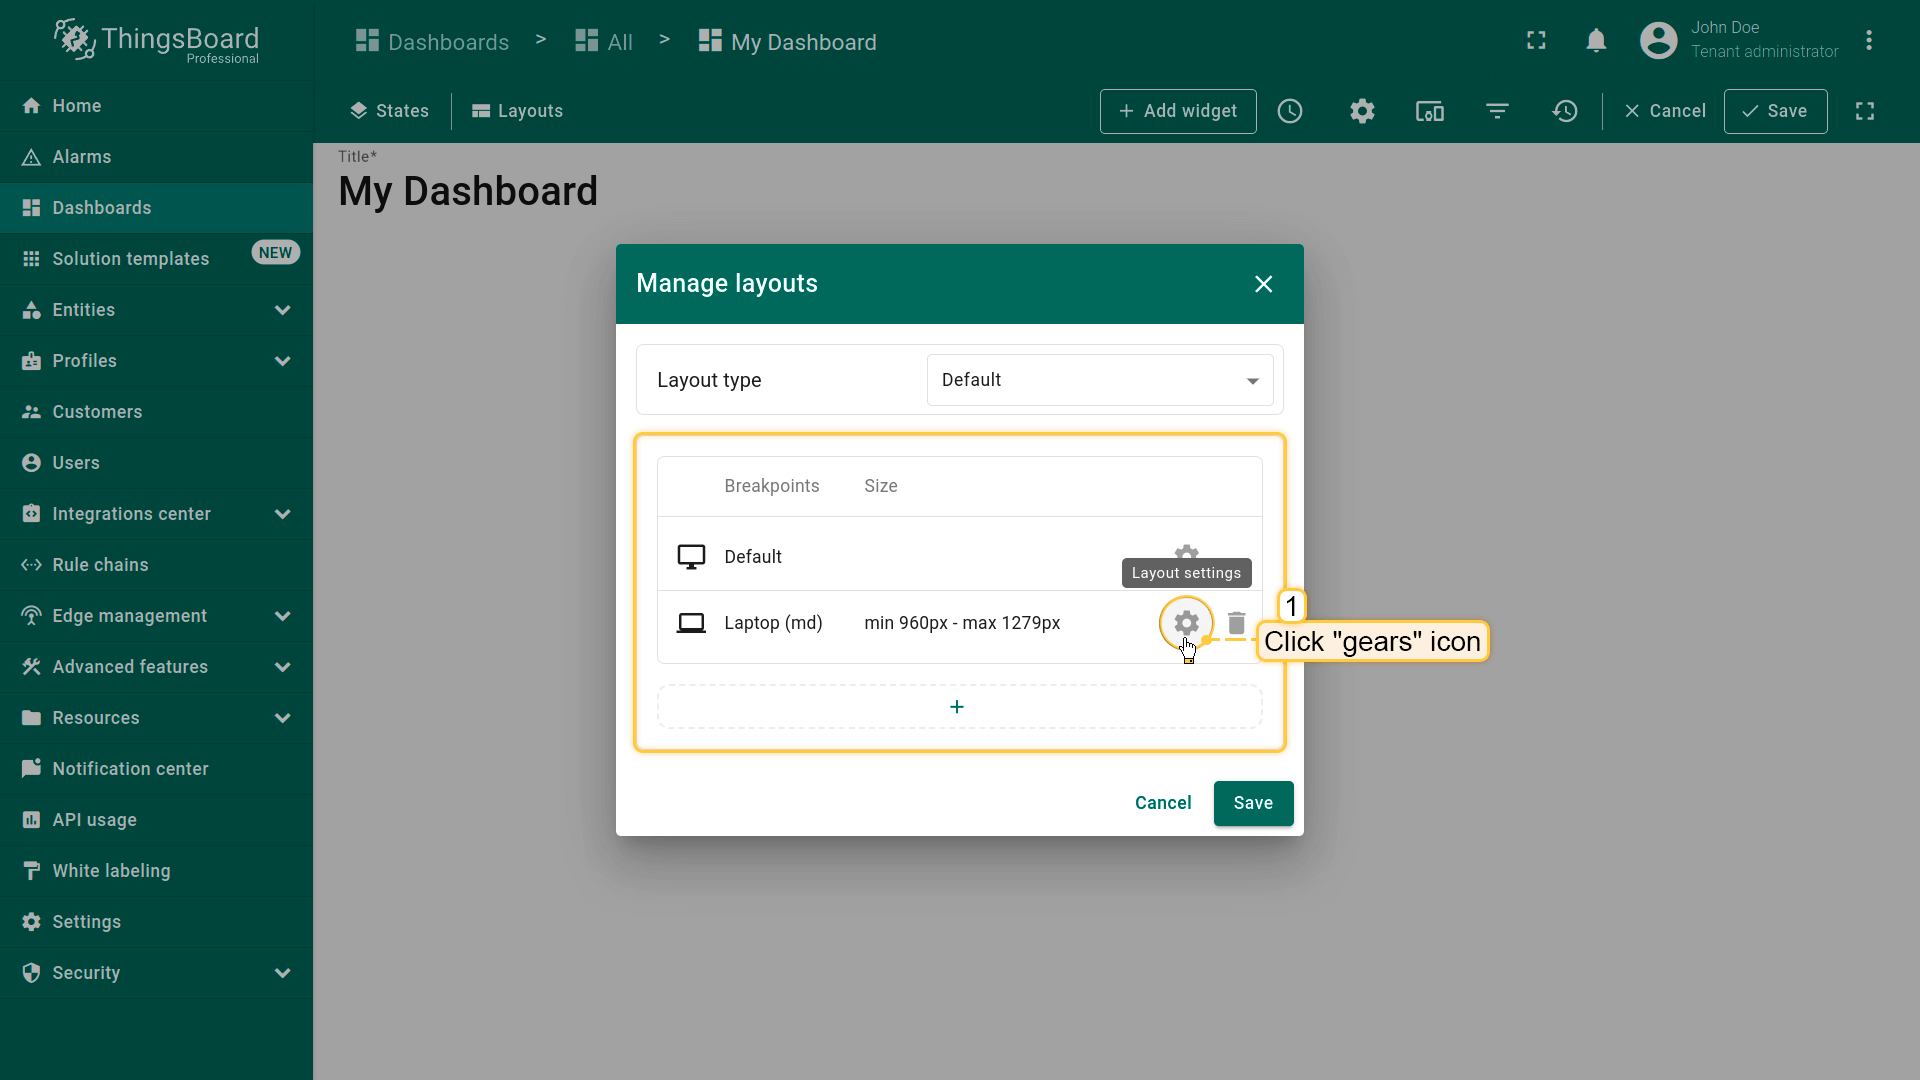 ThingsBoard
Professional
Dashboards > All > My Dashboard
John Doe
Tenant administrator
States
Layouts
+ Add widget
Cancel
Save
Home
Alarms
Dashboards
Solution templates
NEW
Entities
Profiles
Customers
Users
Integrations center
Rule chains
Edge management
Advanced features
Resources
Notification center
API usage
White labeling
Settings
Security
Title*
My Dashboard
Manage layouts
Layout type
Default
Breakpoints Size
Default
Layout settings
Laptop (md) min 960px - max 1279px
1
Click "gears" icon
+
Cancel
Save